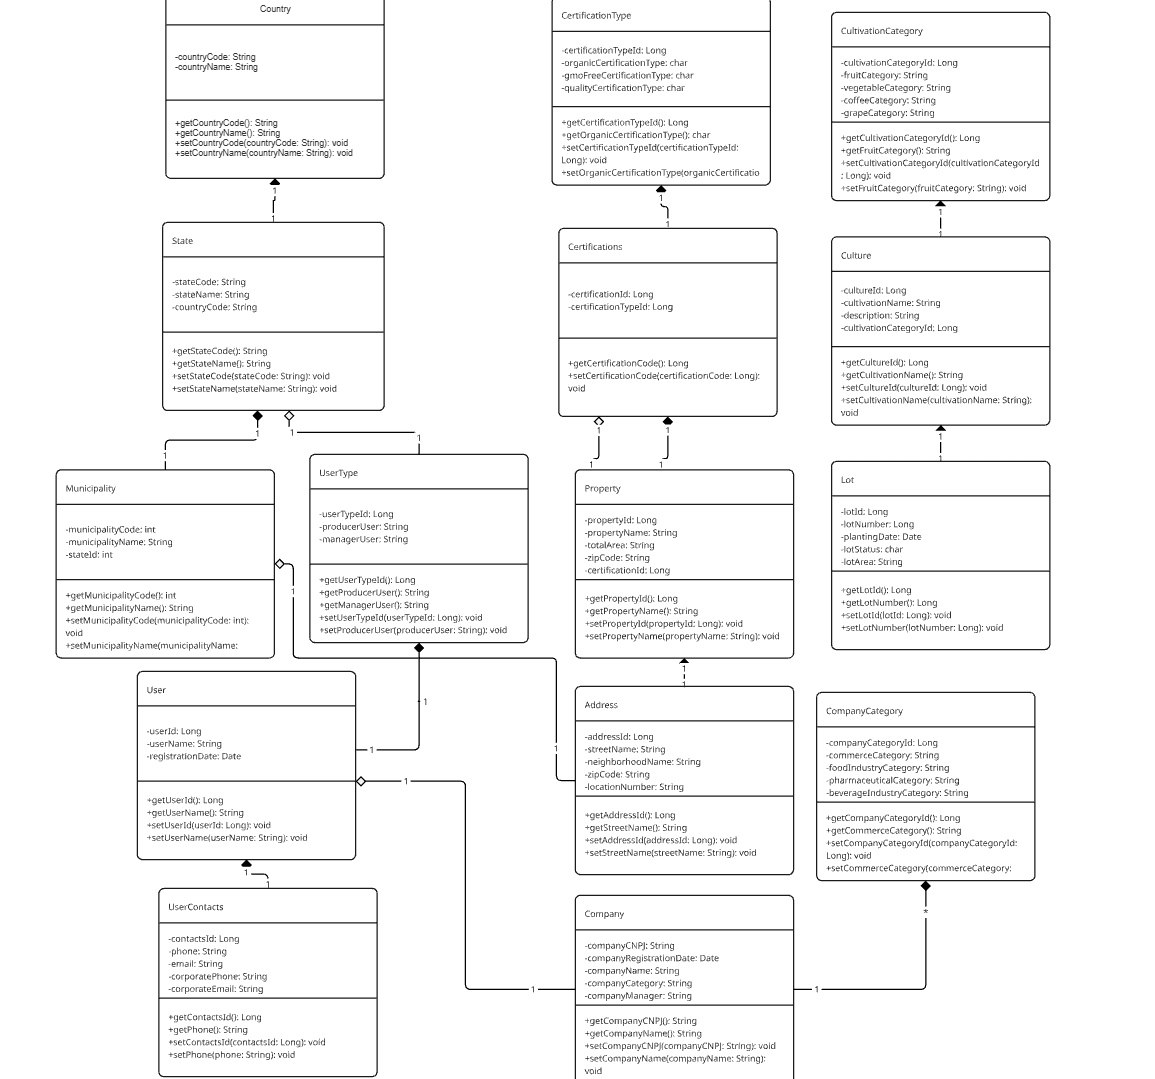 Country
-countryCode: String
-countryName: String
+getCountryCode(): String
+getCountryName(): String
+setCountryCode(countryCode: String): void
+setCountryName(countryName: String): void
1
1
CertificationType
-certificationTypeId: Long
-organicCertificationType: char
-gmoFreeCertificationType: char
-qualityCertificationType: char
+getCertificationTypeId(): Long
+getOrganicCertificationType(): char
+setCertificationTypeId(certificationTypeId:
Long): void
+setOrganicCertificationType(organicCertificatio
1
1
CultivationCategory
-cultivationCategoryId: Long
-fruitCategory: String
-vegetableCategory: String
-coffeeCategory: String
-grapeCategory: String
+getCultivationCategoryId(): Long
+getFruitCategory(): String
+setCultivationCategoryId(cultivationCategoryId
: Long): void
+setFruitCategory(fruitCategory: String): void
1
1
State
-stateCode: String
-stateName: String
-countryCode: String
+getStateCode(): String
+getStateName(): String
+setStateCode(stateCode: String): void
+setStateName(stateName: String): void
1
1
1
1
Certifications
-certificationId: Long
-certificationTypeId: Long
+getCertificationCode(): Long
+setCertificationCode(certificationCode: Long):
void
1
1
1
1
Culture
-cultureId: Long
-cultivationName: String
-description: String
-cultivationCategoryId: Long
+getCultureId(): Long
+getCultivationName(): String
+setCultureId(cultureId: Long): void
+setCultivationName(cultivationName: String):
void
1
1
Municipality
-municipalityCode: int
-municipalityName: String
-stateId: int
+getMunicipalityCode(): int
+getMunicipalityName(): String
+setMunicipalityCode(municipalityCode: int):
void
+setMunicipalityName(municipalityName:
1
1
UserType
-userTypeId: Long
-producerUser: String
-managerUser: String
+getUserTypeId(): Long
+getProducerUser(): String
+getManagerUser(): String
+setUserTypeId(userTypeId: Long): void
+setProducerUser(producerUser: String): void
1
1
Property
-propertyId: Long
-propertyName: String
-totalArea: String
-zipCode: String
-certificationId: Long
+getPropertyId(): Long
+getPropertyName(): String
+setPropertyId(propertyId: Long): void
+setPropertyName(propertyName: String): void
1
1
Lot
-lotId: Long
-lotNumber: Long
-plantingDate: Date
-lotStatus: char
-lotArea: String
+getLotId(): Long
+getLotNumber(): Long
+setLotId(lotId: Long): void
+setLotNumber(lotNumber: Long): void
User
-userId: Long
-userName: String
-registrationDate: Date
+getUserId(): Long
+getUserName(): String
+setUserId(userId: Long): void
+setUserName(userName: String): void
1
1
1
1
Address
-addressId: Long
-streetName: String
-neighborhoodName: String
-zipCode: String
-locationNumber: String
+getAddressId(): Long
+getStreetName(): String
+setAddressId(addressId: Long): void
+setStreetName(streetName: String): void
CompanyCategory
-companyCategoryId: Long
-commerceCategory: String
-foodIndustryCategory: String
-pharmaceuticalCategory: String
-beverageIndustryCategory: String
+getCompanyCategoryId(): Long
+getCommerceCategory(): String
+setCompanyCategoryId(companyCategoryId:
Long): void
+setCommerceCategory(commerceCategory:
*
1
UserContacts
-contactsId: Long
-phone: String
-email: String
-corporatePhone: String
-corporateEmail: String
+getContactsId(): Long
+getPhone(): String
+setContactsId(contactsId: Long): void
+setPhone(phone: String): void
Company
-companyCNPJ: String
-companyRegistrationDate: Date
-companyName: String
-companyCategory: String
-companyManager: String
+getCompanyCNPJ(): String
+getCompanyName(): String
+setCompanyCNPJ(companyCNPJ: String): void
+setCompanyName(companyName: String):
void